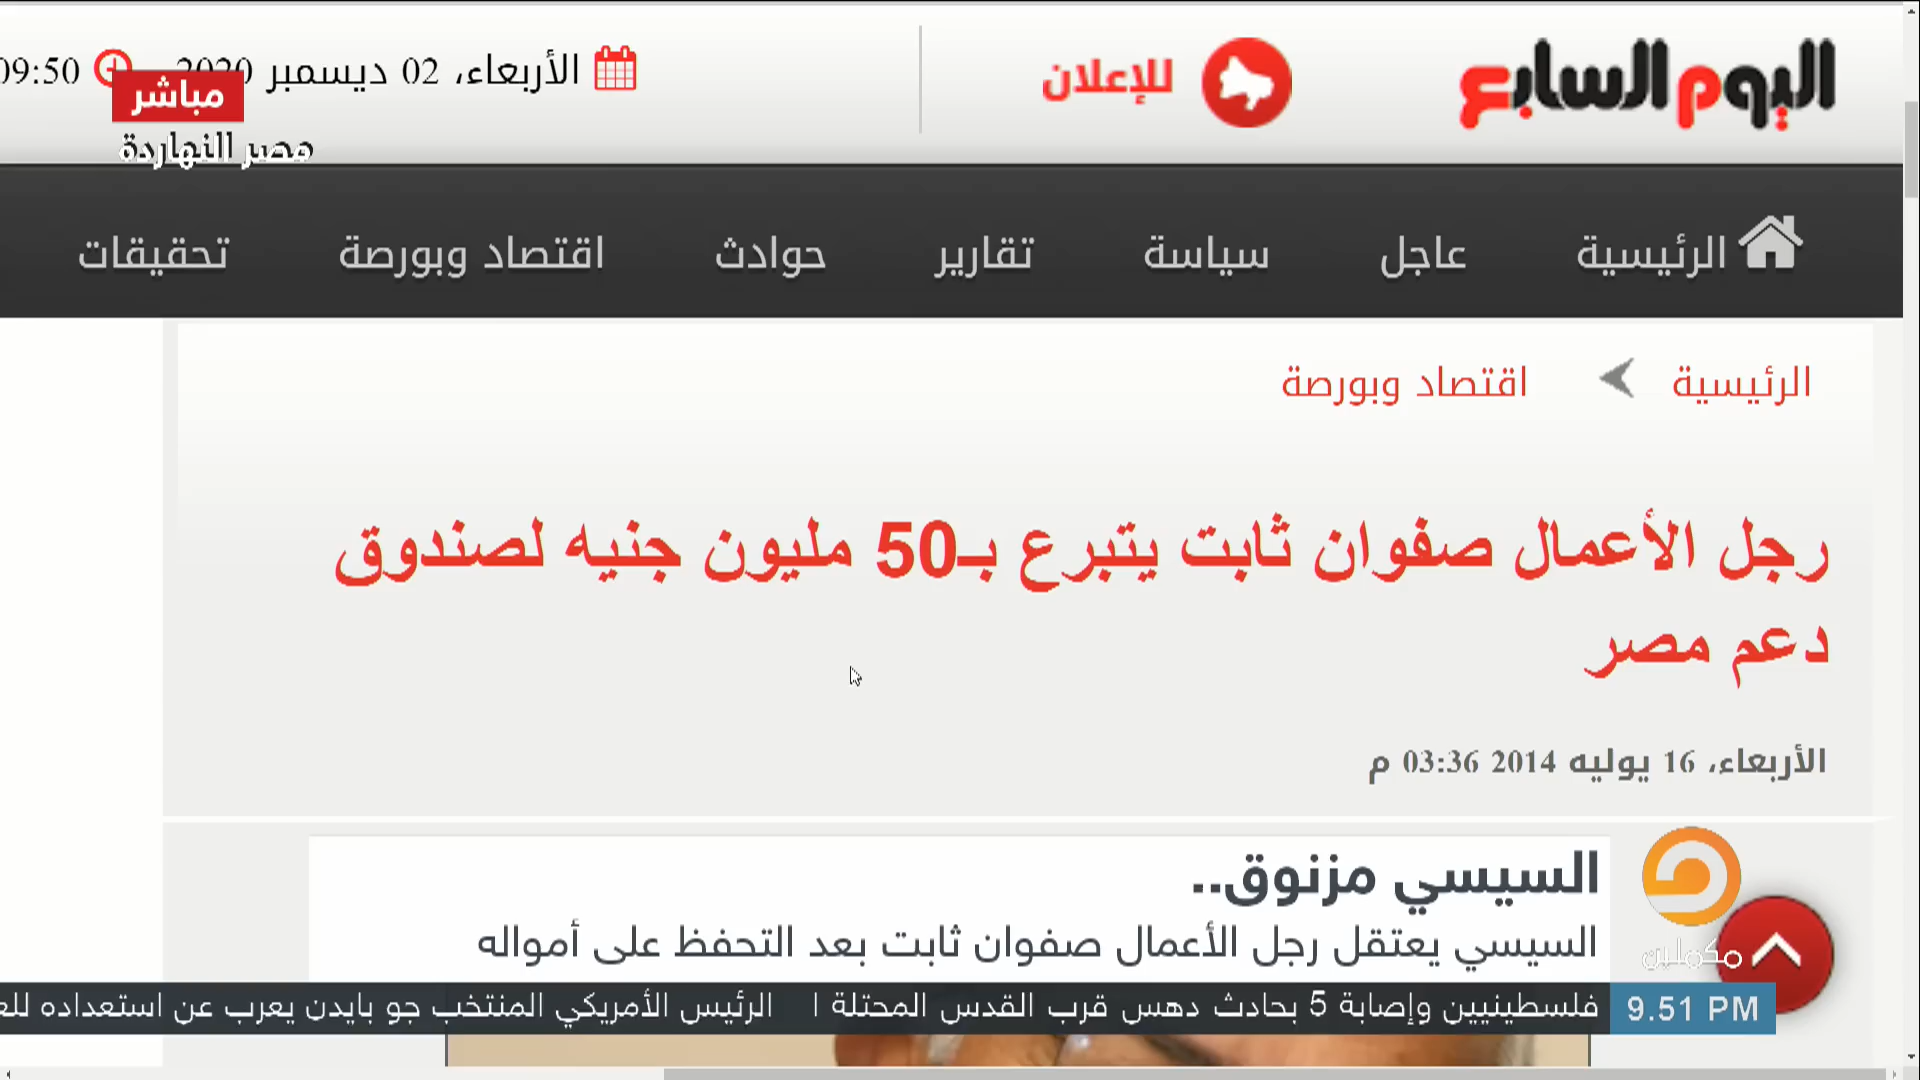 اليوم السابع
للإعلان
الأربعاء، 02 ديسمبر 2020
09:50
مباشر
مصر النهاردة
الرئيسية عاجل سياسة تقارير حوادث اقتصاد وبورصة تحقيقات
الرئيسية اقتصاد وبورصة
رجل الأعمال صفوان ثابت يتبرع بـ50 مليون جنيه لصندوق
دعم مصر
الأربعاء، 16 يوليه 2014 03:36 م
السيسي مزنوق..
السيسي يعتقل رجل الأعمال صفوان ثابت بعد التحفظ على أمواله
مكملين
9.51 PM
فلسطينيين وإصابة 5 بحادث دهس قرب القدس المحتلة | الرئيس الأمريكي المنتخب جو بايدن يعرب عن استعداده